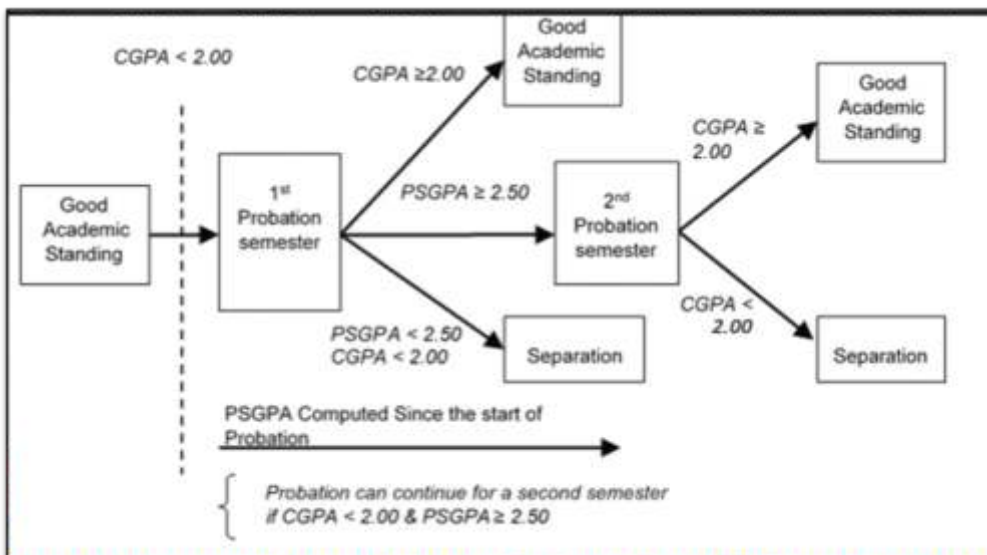 CGPA < 2.00
Good
Academic
Standing
1st
Probation
semester
CGPA ≥2.00
Good
Academic
Standing
PSGPA ≥ 2.50
PSGPA < 2.50
CGPA < 2.00
Separation
2nd
Probation
semester
CGPA ≥
2.00
Good
Academic
Standing
CGPA <
2.00
Separation
PSGPA Computed Since the start of
Probation
Probation can continue for a second semester
if CGPA < 2.00 & PSGPA ≥ 2.50